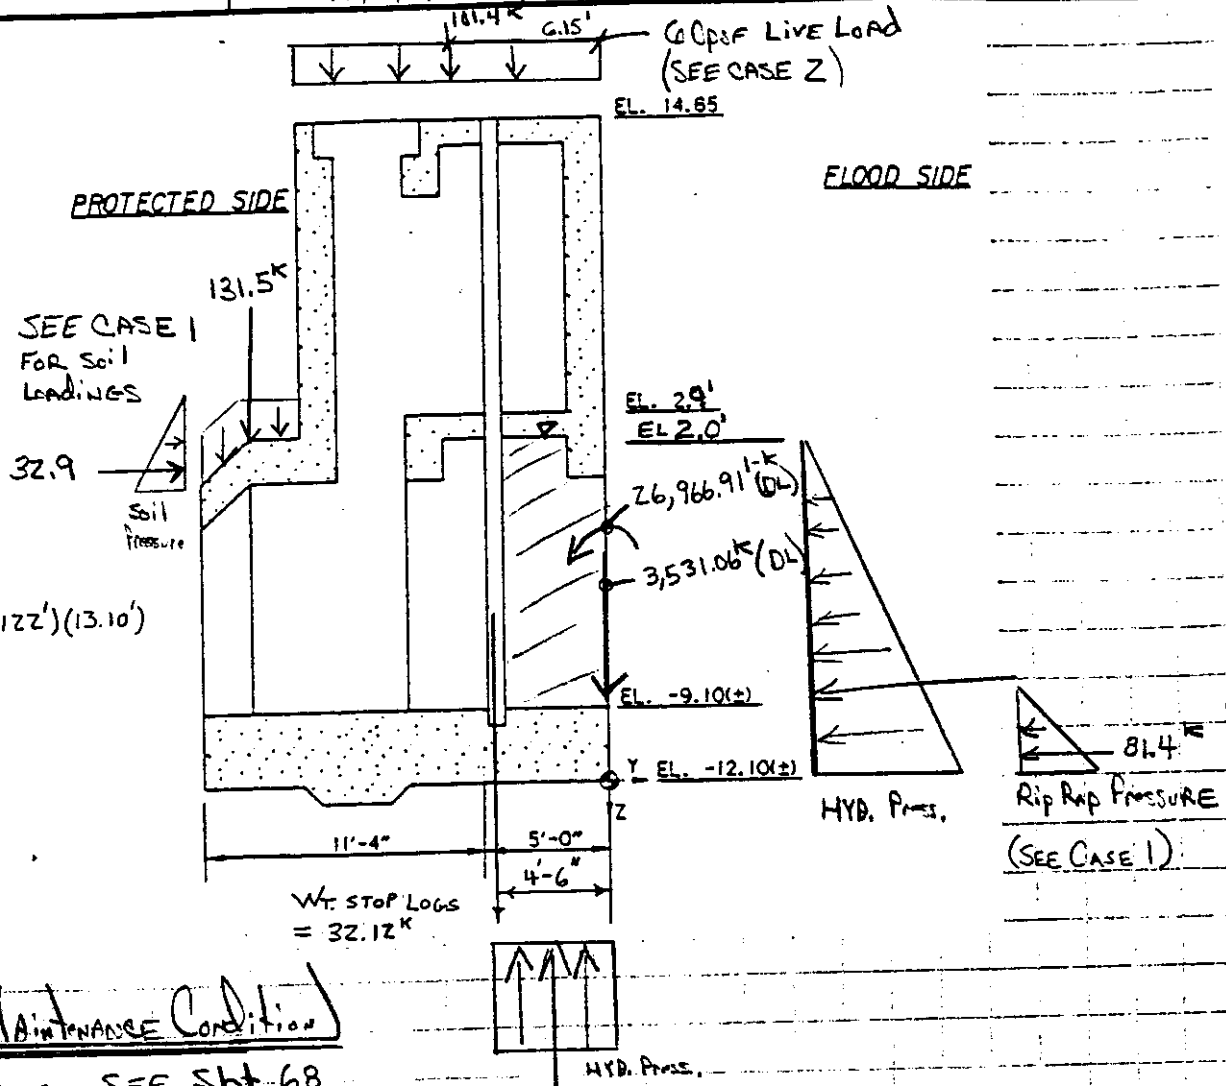 6.15'
LIVE LOAD
(SEE CASE 2)
EL. 14.65
PROTECTED SIDE
FLOOD SIDE
131.5K
SEE CASE 1
FOR Soil
LOADINGS
32.9
Soil
Pressure
EL. 2.9'
EL 2.0'
26,966.91 1-K (DL)
3,531.06K (DL)
122')(13.10')
EL. -9.10(±)
Y
EL. -12.10(±)
Z
HYD. Press.
81.4K
Rip Rap PRESSURE
(SEE CASE 1)
11'-4"
5'-0"
4'-6"
WT. STOP LOGS
= 32.12K
AINTENANCE Condition
SEE Sht 68
HYD. Press.